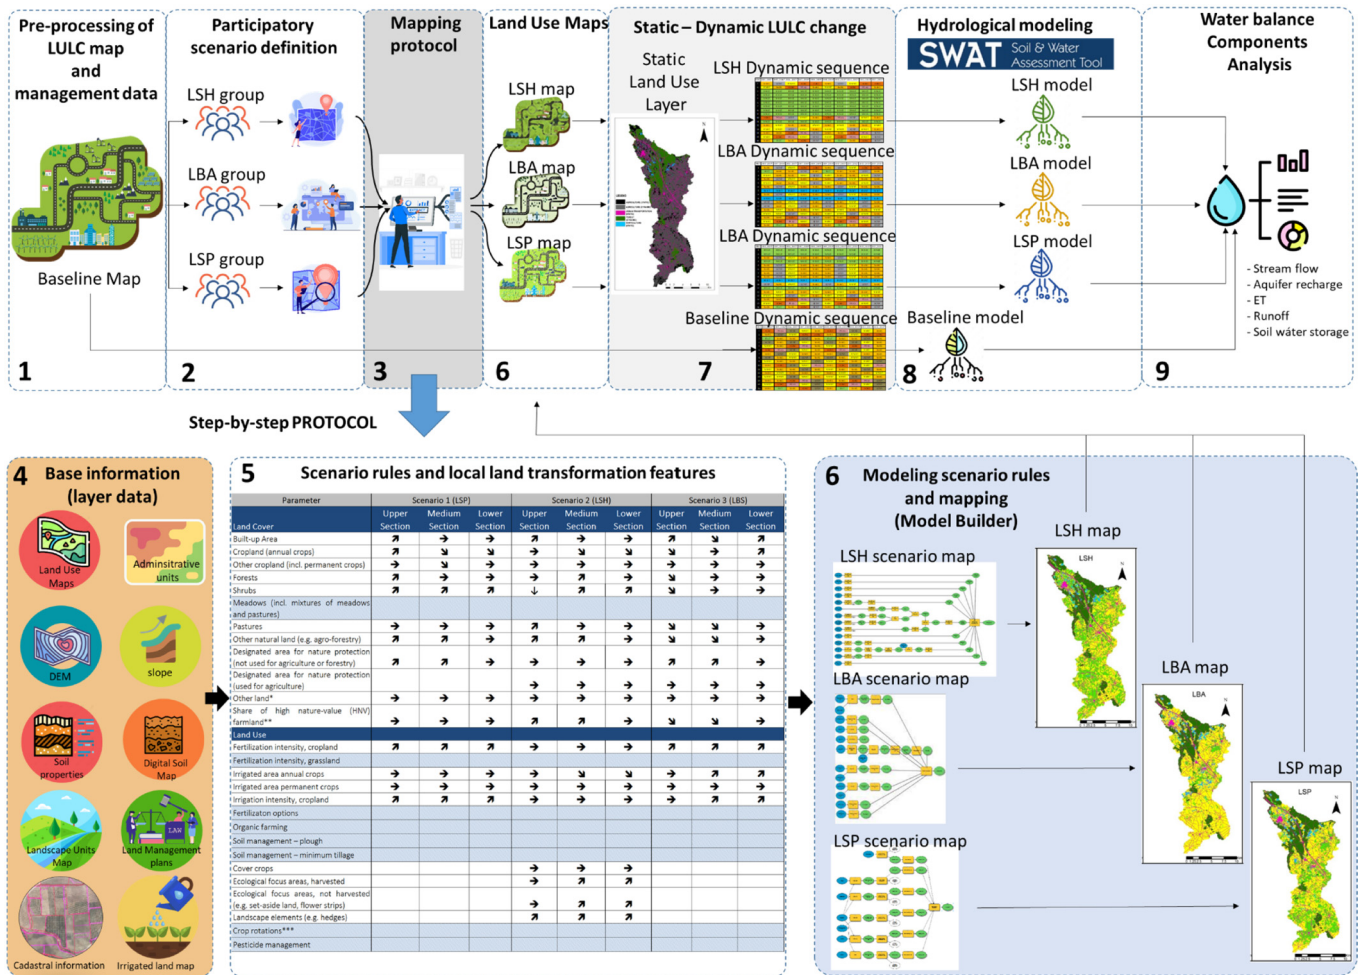 Pre-processing of
LULC map
and
management data
Baseline Map
1
Participatory
scenario definition
LSH group
LBA group
LSP group
2
Mapping
protocol
3
Land Use Maps
LSH map
LBA map
LSP map
6
Static – Dynamic LULC change
Static
Land Use
Layer
LSH Dynamic sequence
LBA Dynamic sequence
LBA Dynamic sequence
Baseline Dynamic sequence
7
Hydrological modeling
SWAT Soil & Water
Assessment Tool
LSH model
LBA model
LSP model
Baseline model
8
Water balance
Components
Analysis
- Stream flow
- Aquifer recharge
- ET
- Runoff
- Soil water storage
9
Step-by-step PROTOCOL
4 Base information
(layer data)
Land Use
Maps
Adminsitrative
units
DEM
slope
Soil
properties
Digital Soil
Map
Landscape Units
Map
LAW
Land Management
plans
Cadastral information
Irrigated land map
5 Scenario rules and local land transformation features
Parameter Scenario 1 (LSP) Scenario 2 (LSH) Scenario 3 (LBS)
Land Cover Upper Section Medium Section Lower Section Upper Section Medium Section Lower Section Upper Section Medium Section Lower Section
Built-up Area ↗ → → ↗ → → ↗ ↘ ↗
Cropland (annual crops) ↗ ↘ ↘ → ↘ ↘ ↘ → ↗
Other cropland (incl. permanent crops) → ↘ → → → → → → →
Forests ↗ → → → ↗ → ↘ → →
Shrubs ↗ ↗ ↗ ↓ ↗ ↗ ↘ → →
Meadows (incl. mixtures of meadows
and pastures)
Pastures → → → ↗ → → ↘ ↘ →
Other natural land (e.g. agro-forestry) ↗ ↗ → ↗ ↗ → ↘ ↘ →
Designated area for nature protection
(not used for agriculture or forestry) ↗ ↗ → → → → ↗ ↗ →
Designated area for nature protection
(used for agriculture) → → → → → →
Other land* → → → → → → → → →
Share of high nature-value (HNV)
farmland** → → → ↗ ↗ → ↘ ↘ →
Land Use
Fertilization intensity, cropland ↗ ↗ ↗ → → → ↗ ↗ ↗
Fertilization intensity, grassland
Irrigated area annual crops → → → → ↘ ↘ → ↗ ↗
Irrigated area permanent crops → → → → → → → → →
Irrigation intensity, cropland ↗ ↗ ↗ → → → → ↗ ↗
Fertilizaton options
Organic farming
Soil management – plough
Soil management – minimum tillage
Cover crops → → →
Ecological focus areas, harvested → ↗ ↗
Ecological focus areas, not harvested
(e.g. set-aside land, flower strips) → ↗ ↗
Landscape elements (e.g. hedges) ↗ ↗ ↗
Crop rotations***
Pesticide management
6 Modeling scenario rules
and mapping
(Model Builder)
LSH scenario map
LBA scenario map
LSP scenario map
LSH map
LSH
N
LBA map
LBA
N
LSP map
LSP
N